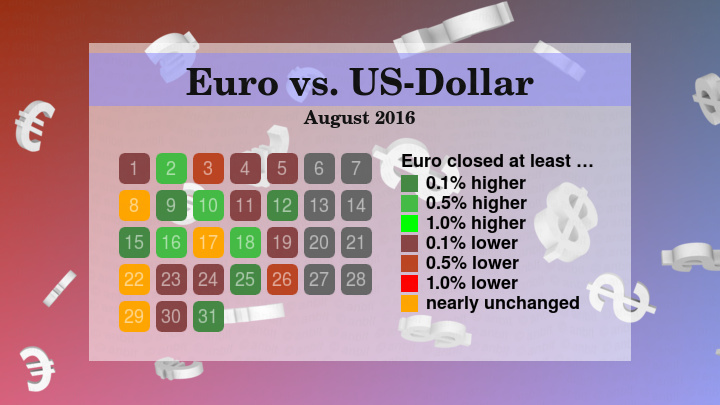 Euro vs. US-Dollar
August 2016
1 2 3 4 5 6 7
8 9 10 11 12 13 14
15 16 17 18 19 20 21
22 23 24 25 26 27 28
29 30 31
Euro closed at least …
0.1% higher
0.5% higher
1.0% higher
0.1% lower
0.5% lower
1.0% lower
nearly unchanged